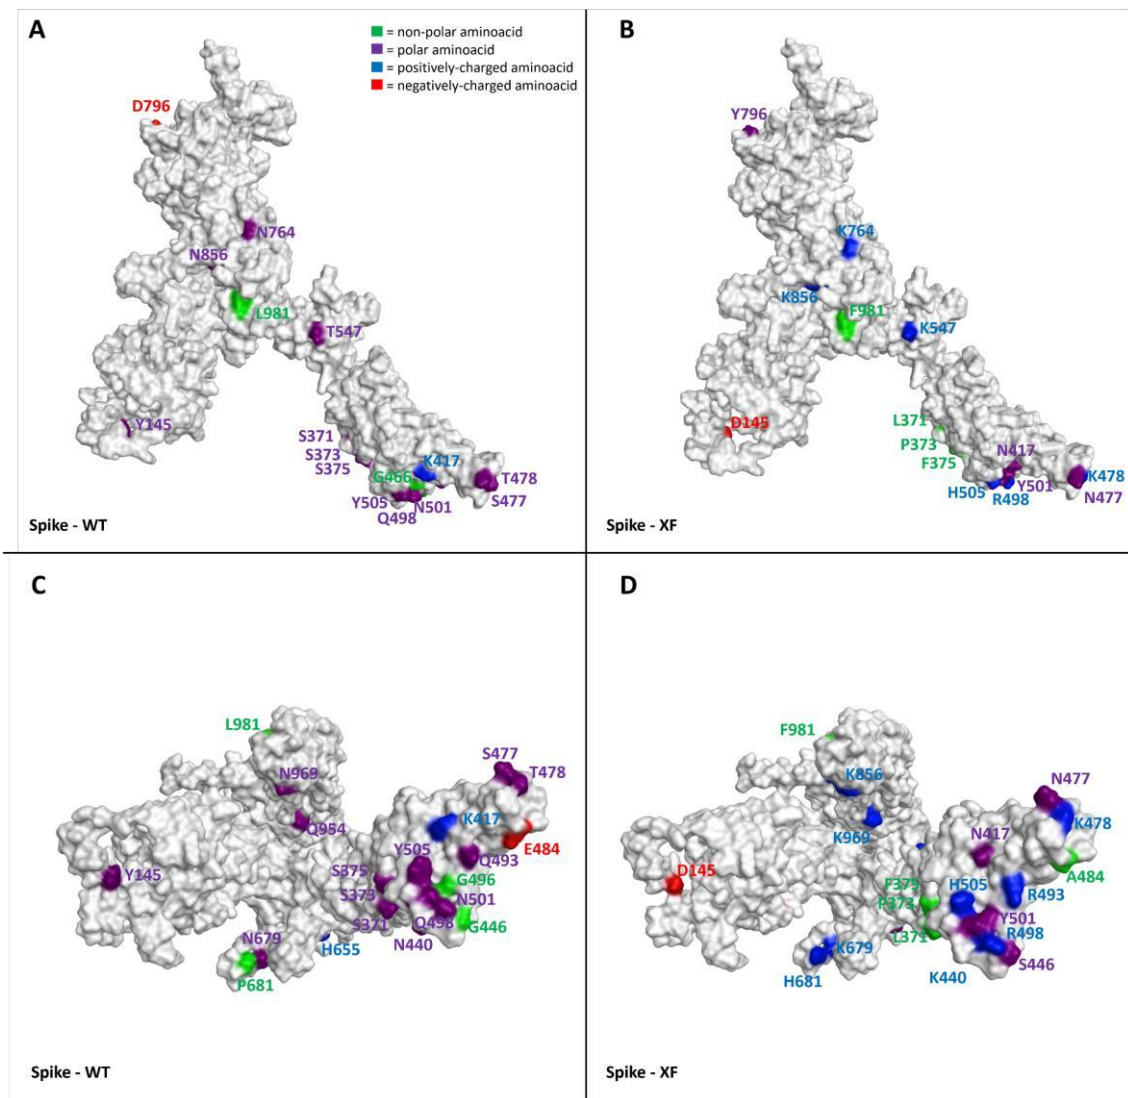 A
= non-polar aminoacid
= polar aminoacid
= positively-charged aminoacid
= negatively-charged aminoacid
D796
N764
N856
L981
T547
Y145
S371
S373
S375
K417
G466
T478
Y505
N501
S477
Q498
Spike - WT
B
Y796
K764
K856
F981
K547
D145
L371
P373
F375
N417
K478
H505
Y501
R498
N477
Spike - XF
C
L981
N969
S477
T478
Q954
K417
E484
Y505
Q493
Y145
S375
G496
S373
N501
S371
Q498
G446
N440
N679
H655
P681
Spike - WT
D
F981
K856
N477
K969
K478
N417
A484
D145
F375
H505
R493
P373
Y501
L371
R498
K679
S446
H681
K440
Spike - XF